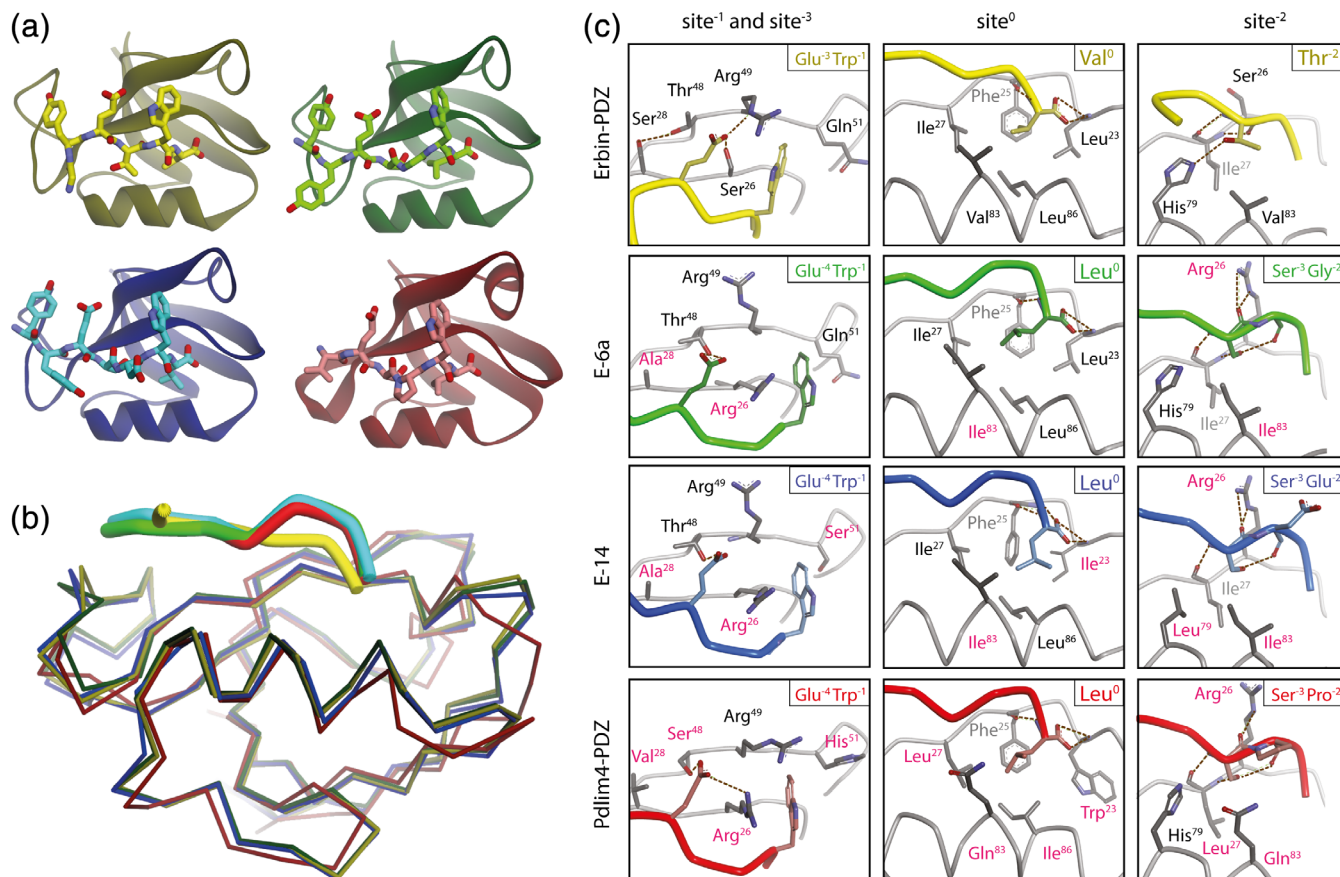 (a)
(b)
(c)
site⁻¹ and site⁻³
site⁰
site⁻²
Erbin-PDZ
Glu⁻³ Trp⁻¹
Arg⁴⁹
Thr⁴⁸
Ser²⁸
Gln⁵¹
Ser²⁶
Val⁰
Phe²⁵
Ile²⁷
Leu²³
Val⁸³
Leu⁸⁶
Thr⁻²
Ser²⁶
Ile²⁷
His⁷⁹
Val⁸³
E-6a
Glu⁻⁴ Trp⁻¹
Arg⁴⁹
Thr⁴⁸
Gln⁵¹
Ala²⁸
Arg²⁶
Leu⁰
Phe²⁵
Ile²⁷
Leu²³
Ile⁸³
Leu⁸⁶
Ser⁻³ Gly⁻²
Arg²⁶
His⁷⁹
Ile²⁷
Ile⁸³
E-14
Glu⁻⁴ Trp⁻¹
Arg⁴⁹
Thr⁴⁸
Ser⁵¹
Ala²⁸
Arg²⁶
Leu⁰
Phe²⁵
Ile²⁷
Ile²³
Ile⁸³
Leu⁸⁶
Ser⁻³ Glu⁻²
Arg²⁶
Ile²⁷
Leu⁷⁹
Ile⁸³
Pdlim4-PDZ
Glu⁻⁴ Trp⁻¹
Arg⁴⁹
Ser⁴⁸
Val²⁸
His⁵¹
Arg²⁶
Leu⁰
Phe²⁵
Leu²⁷
Trp²³
Gln⁸³
Ile⁸⁶
Ser⁻³ Pro⁻²
Arg²⁶
His⁷⁹
Leu²⁷
Gln⁸³